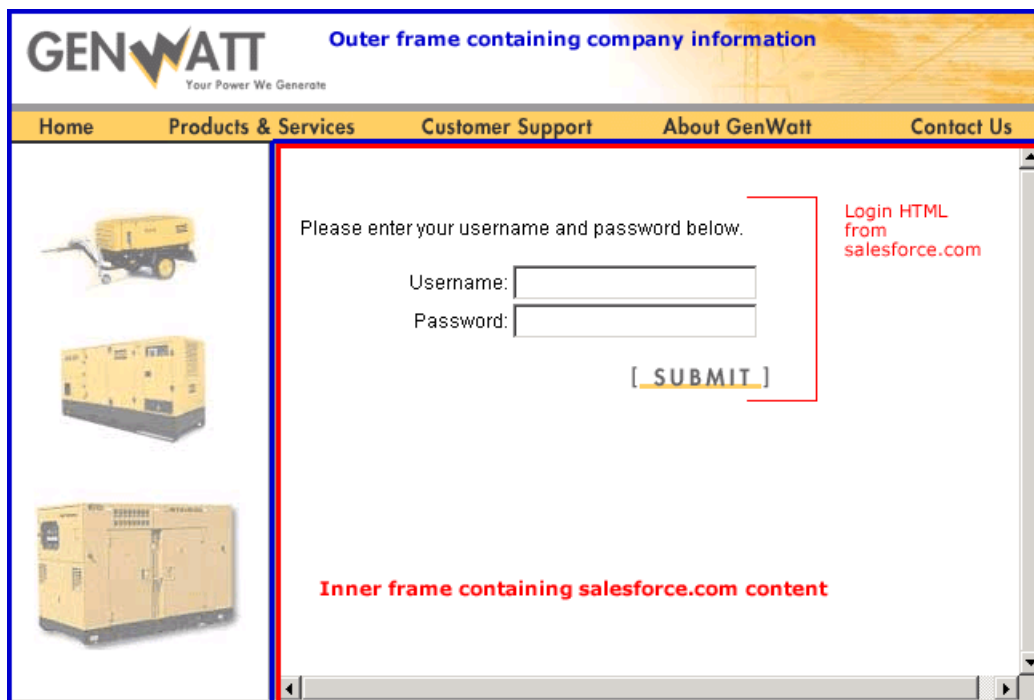 GENWATT
Your Power We Generate
Outer frame containing company information
Home Products & Services Customer Support About GenWatt Contact Us
Please enter your username and password below.
Username:
Password:
[ SUBMIT ]
Login HTML
from
salesforce.com
Inner frame containing salesforce.com content